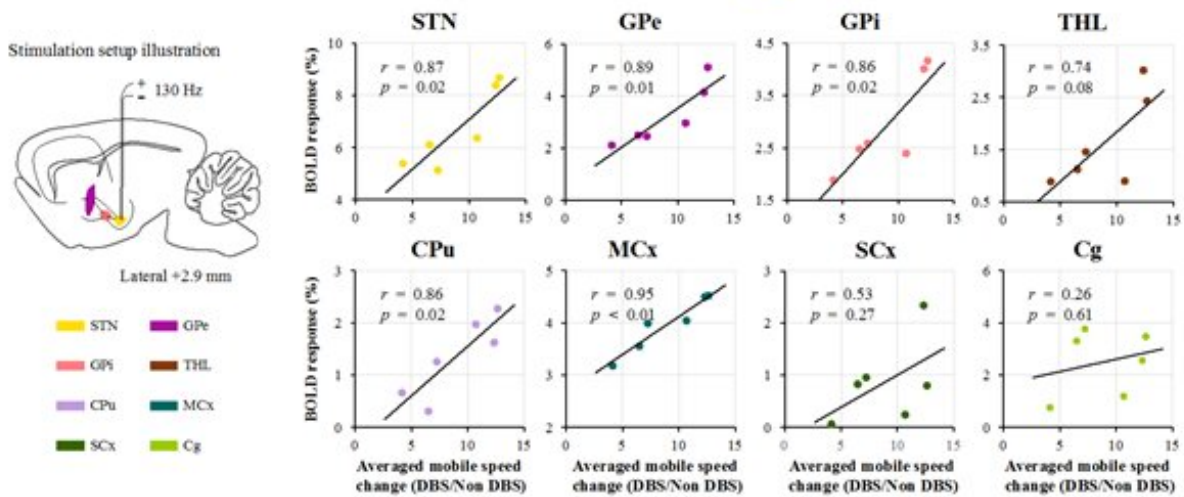 Stimulation setup illustration
+
-
130 Hz
Lateral +2.9 mm
STN GPe
GPi THL
CPu MCx
SCx Cg
STN
BOLD response (%)
10
8
6
4
0 5 10 15
r = 0.87
p = 0.02
GPe
6
4
2
0
0 5 10 15
r = 0.89
p = 0.01
GPi
4.5
3.5
2.5
1.5
0 5 10 15
r = 0.86
p = 0.02
THL
3.5
2.5
1.5
0.5
0 5 10 15
r = 0.74
p = 0.08
CPu
BOLD response (%)
3
2
1
0
0 5 10 15
r = 0.86
p = 0.02
Averaged mobile speed
change (DBS/Non DBS)
MCx
5
4
3
2
0 5 10 15
r = 0.95
p < 0.01
Averaged mobile speed
change (DBS/Non DBS)
SCx
3
2
1
0
0 5 10 15
r = 0.53
p = 0.27
Averaged mobile speed
change (DBS/Non DBS)
Cg
6
4
2
0
0 5 10 15
r = 0.26
p = 0.61
Averaged mobile speed
change (DBS/Non DBS)